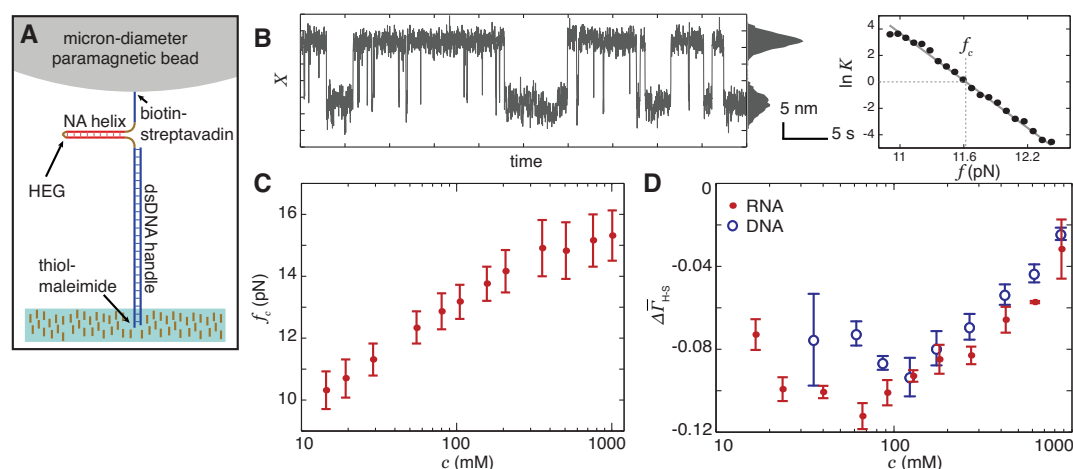 A
micron-diameter
paramagnetic bead
NA helix
biotin-
streptavadin
HEG
dsDNA handle
thiol-
maleimide
B
X
time
5 nm
5 s
ln K
4
2
0
-2
-4
f_c
11
11.6
12.2
f (pN)
C
f_c (pN)
16
14
12
10
10
100
1000
c (mM)
D
RNA
DNA
ΔΓ̅_H-S
0
-0.04
-0.08
-0.12
10
100
1000
c (mM)